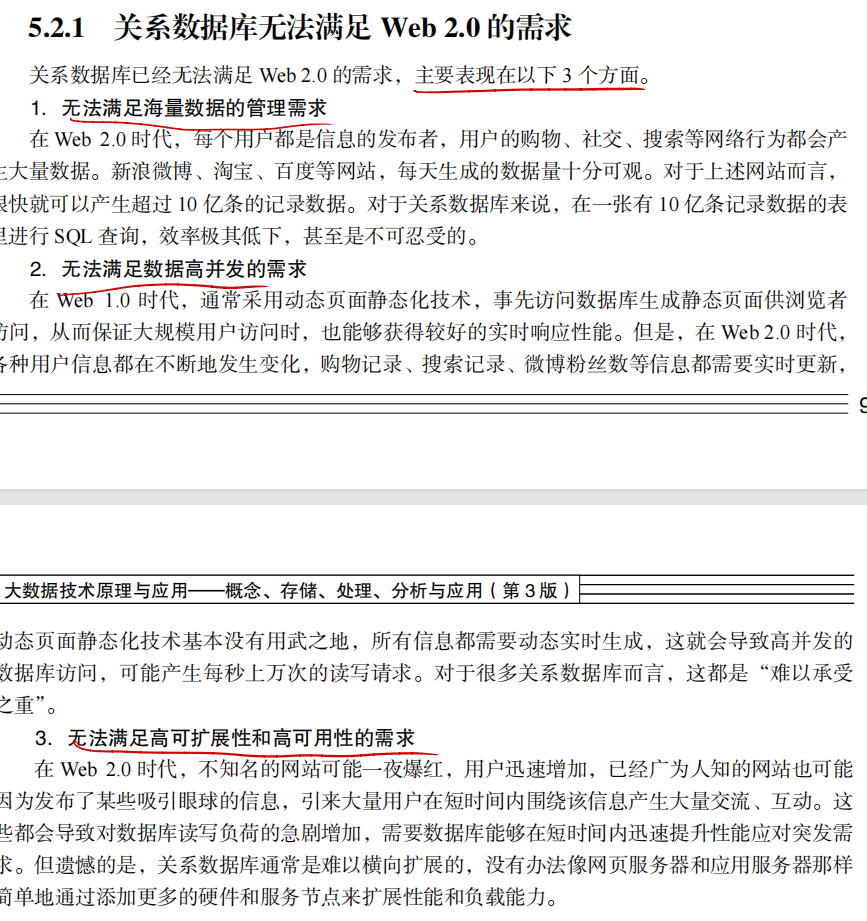 5.2.1 关系数据库无法满足 Web 2.0 的需求
关系数据库已经无法满足 Web 2.0 的需求，主要表现在以下 3 个方面。
1. 无法满足海量数据的管理需求
在 Web 2.0 时代，每个用户都是信息的发布者，用户的购物、社交、搜索等网络行为都会产
生大量数据。新浪微博、淘宝、百度等网站，每天生成的数据量十分可观。对于上述网站而言，
很快就可以产生超过 10 亿条的记录数据。对于关系数据库来说，在一张有 10 亿条记录数据的表
里进行 SQL 查询，效率极其低下，甚至是不可忍受的。
2. 无法满足数据高并发的需求
在 Web 1.0 时代，通常采用动态页面静态化技术，事先访问数据库生成静态页面供浏览者
访问，从而保证大规模用户访问时，也能够获得较好的实时响应性能。但是，在 Web 2.0 时代，
各种用户信息都在不断地发生变化，购物记录、搜索记录、微博粉丝数等信息都需要实时更新，
9
大数据技术原理与应用——概念、存储、处理、分析与应用（第 3 版）
动态页面静态化技术基本没有用武之地，所有信息都需要动态实时生成，这就会导致高并发的
数据库访问，可能产生每秒上万次的读写请求。对于很多关系数据库而言，这都是“难以承受
之重”。
3. 无法满足高可扩展性和高可用性的需求
在 Web 2.0 时代，不知名的网站可能一夜爆红，用户迅速增加，已经广为人知的网站也可能
因为发布了某些吸引眼球的信息，引来大量用户在短时间内围绕该信息产生大量交流、互动。这
些都会导致对数据库读写负荷的急剧增加，需要数据库能够在短时间内迅速提升性能应对突发需
求。但遗憾的是，关系数据库通常是难以横向扩展的，没有办法像网页服务器和应用服务器那样
简单地通过添加更多的硬件和服务节点来扩展性能和负载能力。